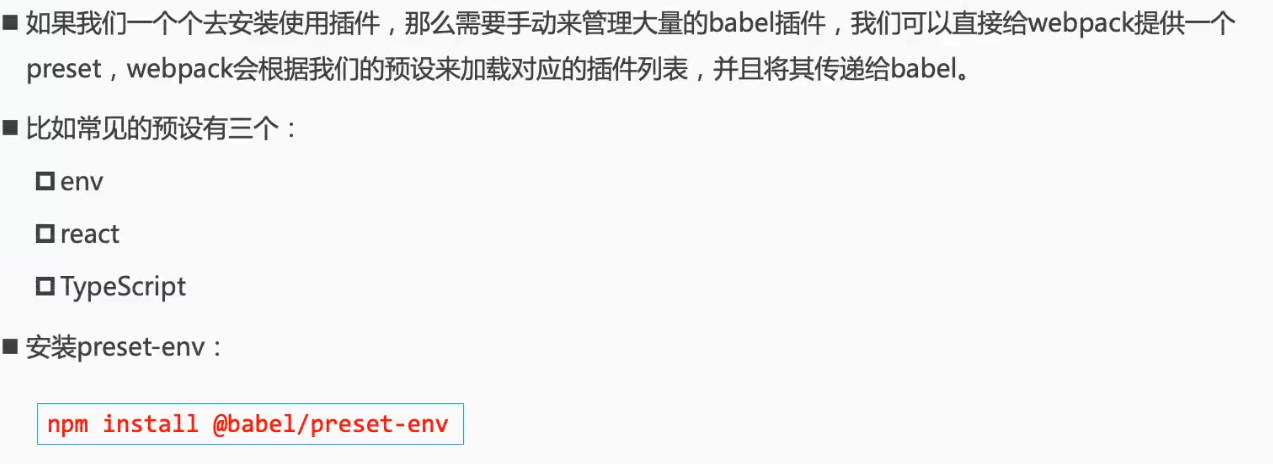 ■ 如果我们一个个去安装使用插件，那么需要手动来管理大量的babel插件，我们可以直接给webpack提供一个
preset，webpack会根据我们的预设来加载对应的插件列表，并且将其传递给babel。
■ 比如常见的预设有三个：
env
react
TypeScript
■ 安装preset-env：
npm install @babel/preset-env